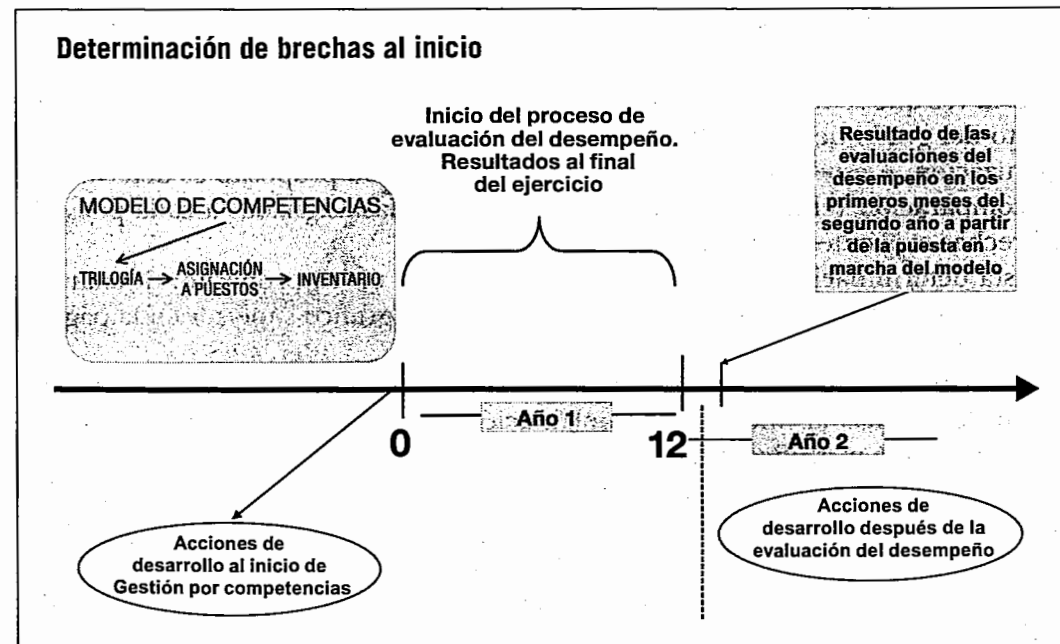 Determinación de brechas al inicio
Inicio del proceso de
evaluación del desempeño.
Resultados al final
del ejercicio
Resultado de las
evaluaciones del
desempeño en los
primeros meses del
segundo año a partir
de la puesta en
marcha del modelo
MODELO DE COMPETENCIAS
TRILOGÍA
ASIGNACIÓN
A PUESTOS
INVENTARIO
Año 1
0
12
Año 2
Acciones de
desarrollo al inicio de
Gestión por competencias
Acciones de
desarrollo después de la
evaluación del desempeño